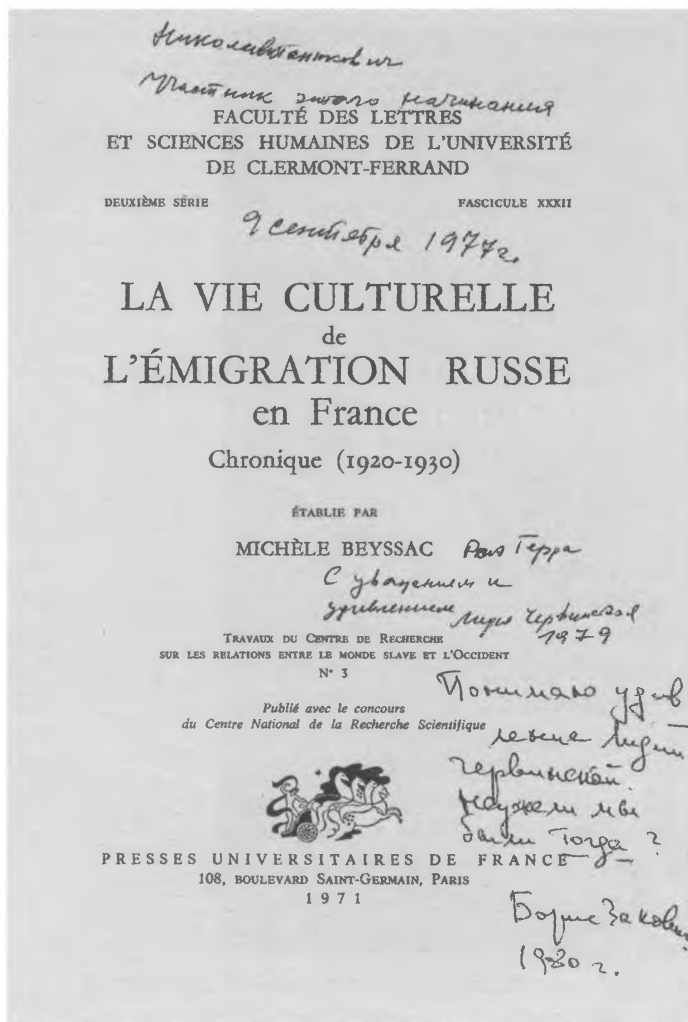 Участник этого начинания
FACULTÉ DES LETTRES
ET SCIENCES HUMAINES DE L'UNIVERSITÉ
DE CLERMONT-FERRAND
DEUXIÈME SÉRIE FASCICULE XXXII
9 сентября 1977г.
LA VIE CULTURELLE
de
L'ÉMIGRATION RUSSE
en France
Chronique (1920-1930)
ÉTABLIE PAR
MICHÈLE BEYSSAC Герра
С уважением и
удивлением Лидия Червинская
1979
TRAVAUX DU CENTRE DE RECHERCHE
SUR LES RELATIONS ENTRE LE MONDE SLAVE ET L'OCCIDENT
N° 3
Понимаю удив
Publié avec le concours
du Centre National de la Recherche Scientifique
ление Лидии
Червинской.
Неужели мы
были тогда?
PRESSES UNIVERSITAIRES DE FRANCE
108, BOULEVARD SAINT-GERMAIN, PARIS
1971
Борис Закович
1980 г.